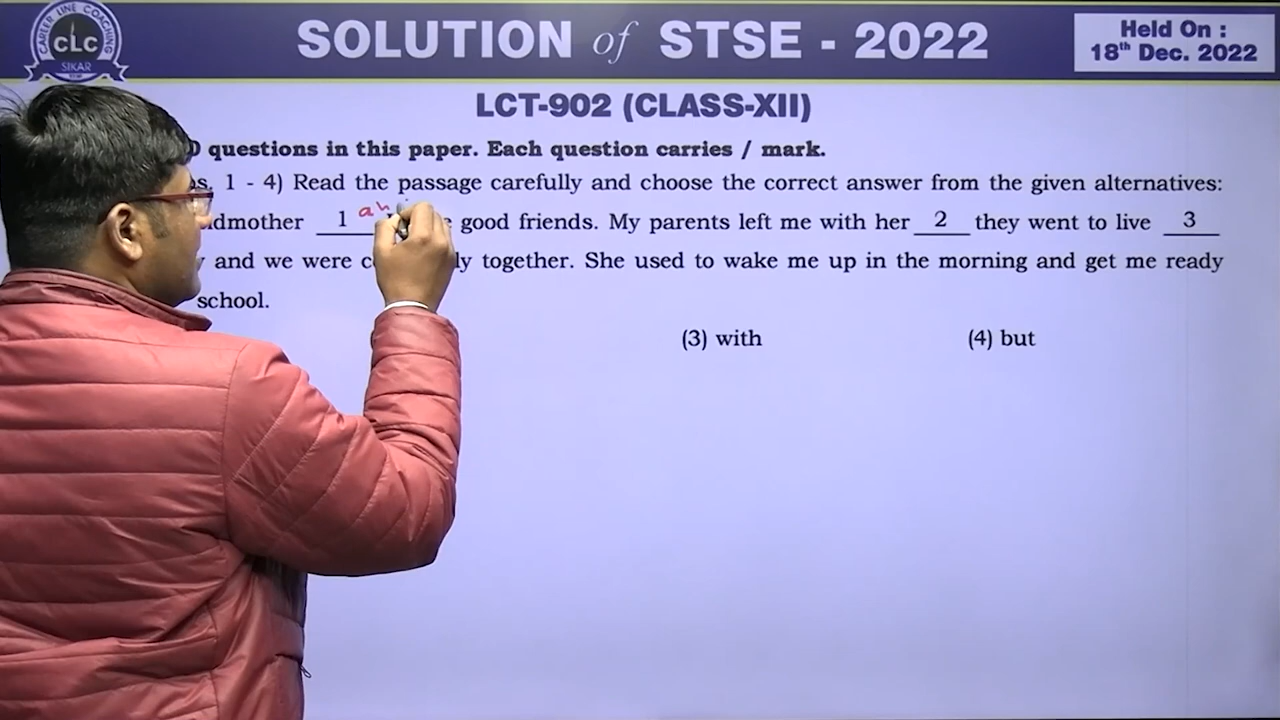 CAREER LINE COACHING
CLC
SIKAR
SOLUTION of STSE - 2022
Held On :
18th Dec. 2022
LCT-902 (CLASS-XII)
questions in this paper. Each question carries / mark.
1 - 4) Read the passage carefully and choose the correct answer from the given alternatives:
1 good friends. My parents left me with her 2 they went to live 3
and we were together. She used to wake me up in the morning and get me ready
school.
(3) with (4) but